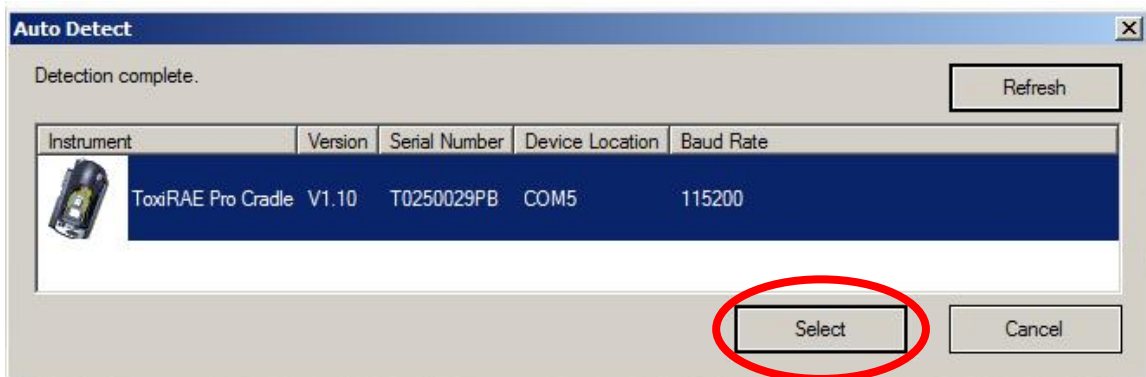 Auto Detect
Detection complete.
Refresh
Instrument Version Serial Number Device Location Baud Rate
ToxiRAE Pro Cradle V1.10 T0250029PB COM5 115200
Select Cancel